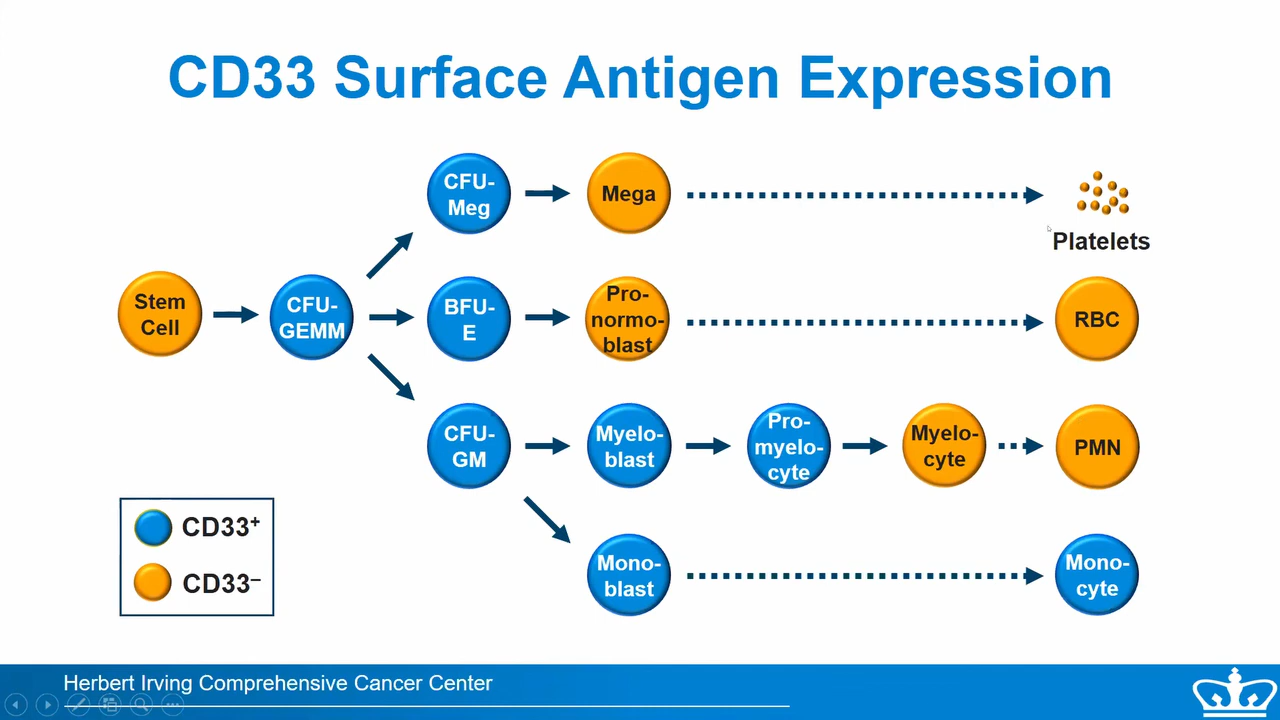 CD33 Surface Antigen Expression
CFU-
Meg
Mega
Platelets
Stem
Cell
CFU-
GEMM
BFU-
E
Pro-
normo-
blast
RBC
CFU-
GM
Myelo-
blast
Pro-
myelo-
cyte
Myelo-
cyte
PMN
Mono-
blast
Mono-
cyte
CD33⁺
CD33⁻
Herbert Irving Comprehensive Cancer Center